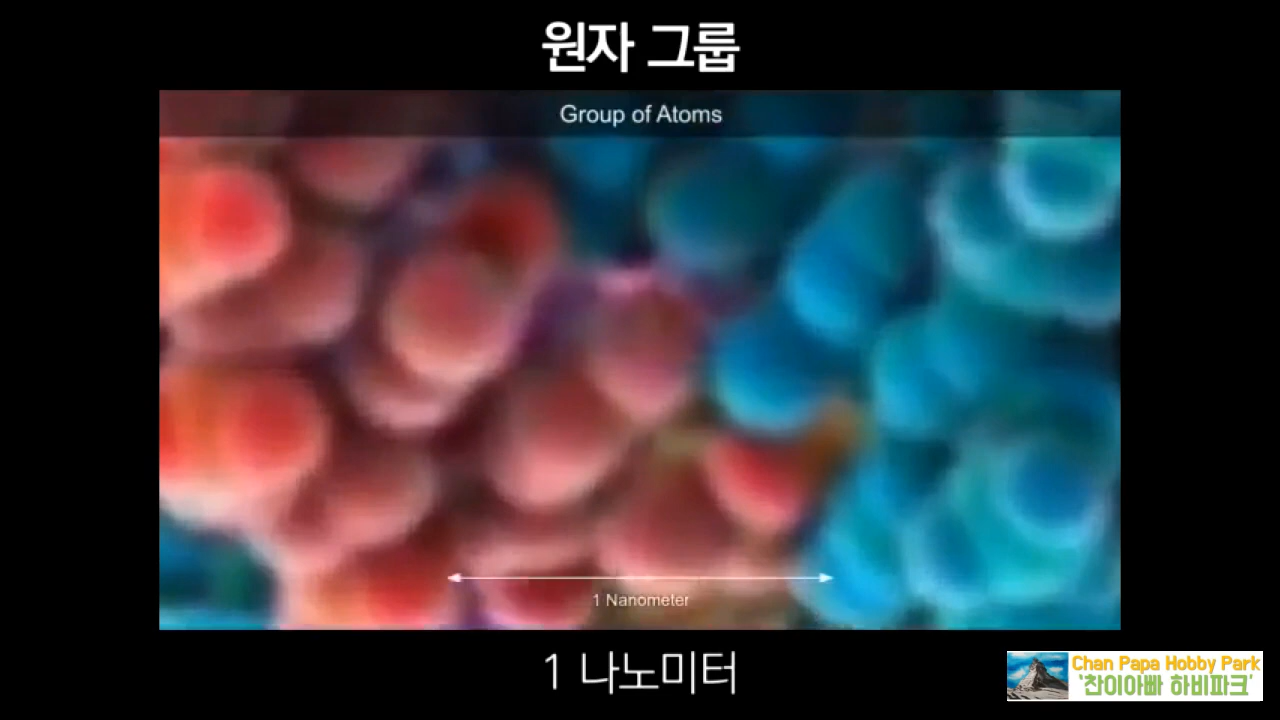 원자 그룹
Group of Atoms
1 Nanometer
1 나노미터
Chan Papa Hobby Park
'찬이아빠 하비파크'